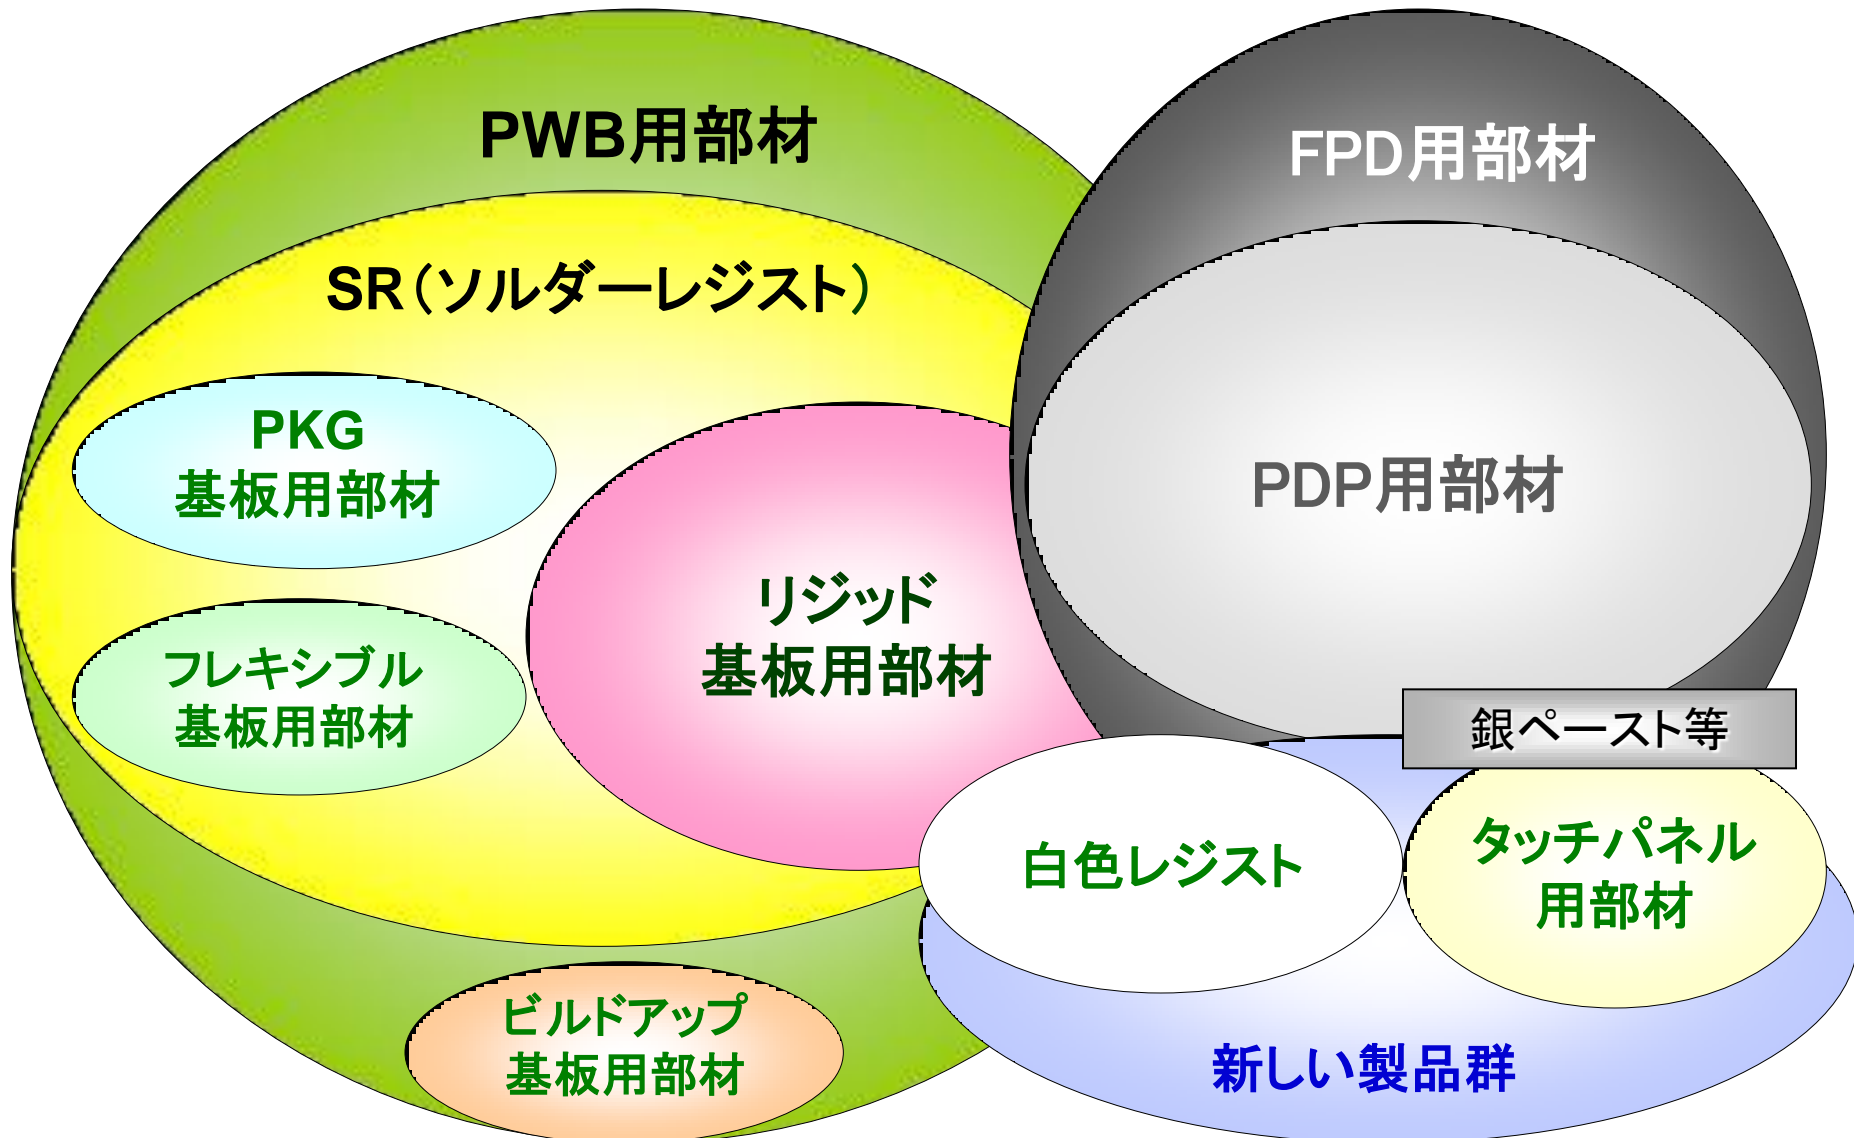 PWB用部材
FPD用部材
SR（ソルダーレジスト）
PKG
基板用部材
PDP用部材
リジッド
基板用部材
フレキシブル
基板用部材
銀ペースト等
白色レジスト
タッチパネル
用部材
ビルドアップ
基板用部材
新しい製品群